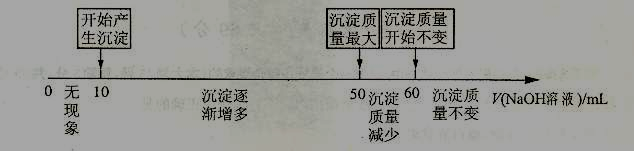 开始产
生沉淀
沉淀质
量最大
沉淀质量
开始不变
0
无
现
象
10
沉淀逐
渐增多
50
沉淀
质量
减少
60
沉淀质
量不变
V(NaOH溶液)/mL